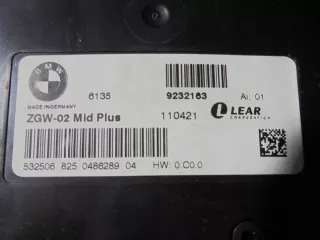 BMW
6135 9232163 Ai: 01
MADE IN GERMANY
ZGW-02 Mid Plus 110421 LEAR
CORPORATION
532506 825 0486289 04 HW: 0.C0.0